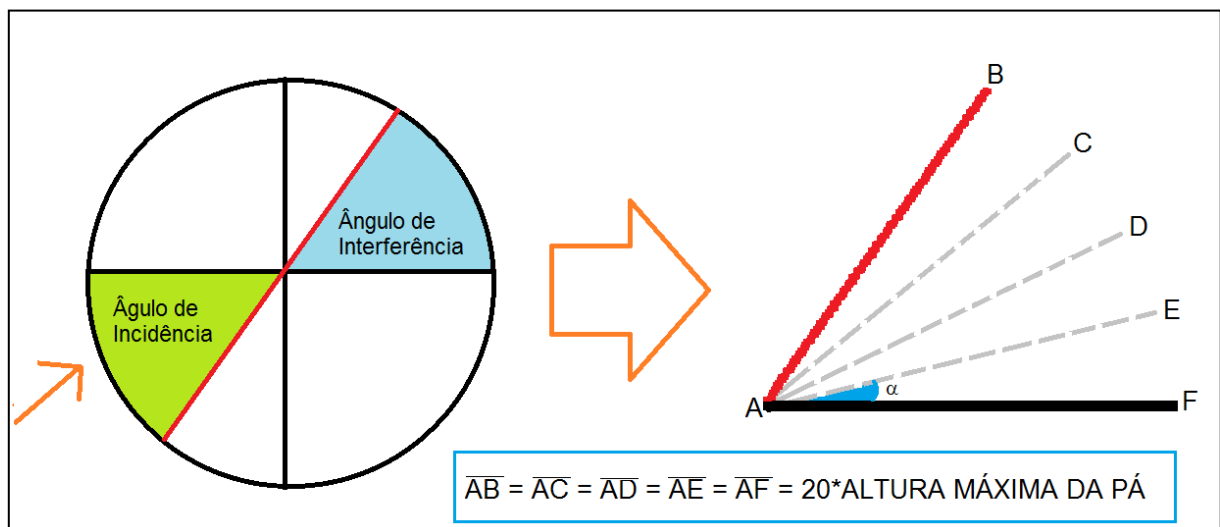 B
C
Ângulo de
Interferência
D
Âgulo de
Incidência
E
α
A
F
AB = AC = AD = AE = AF = 20*ALTURA MÁXIMA DA PÁ